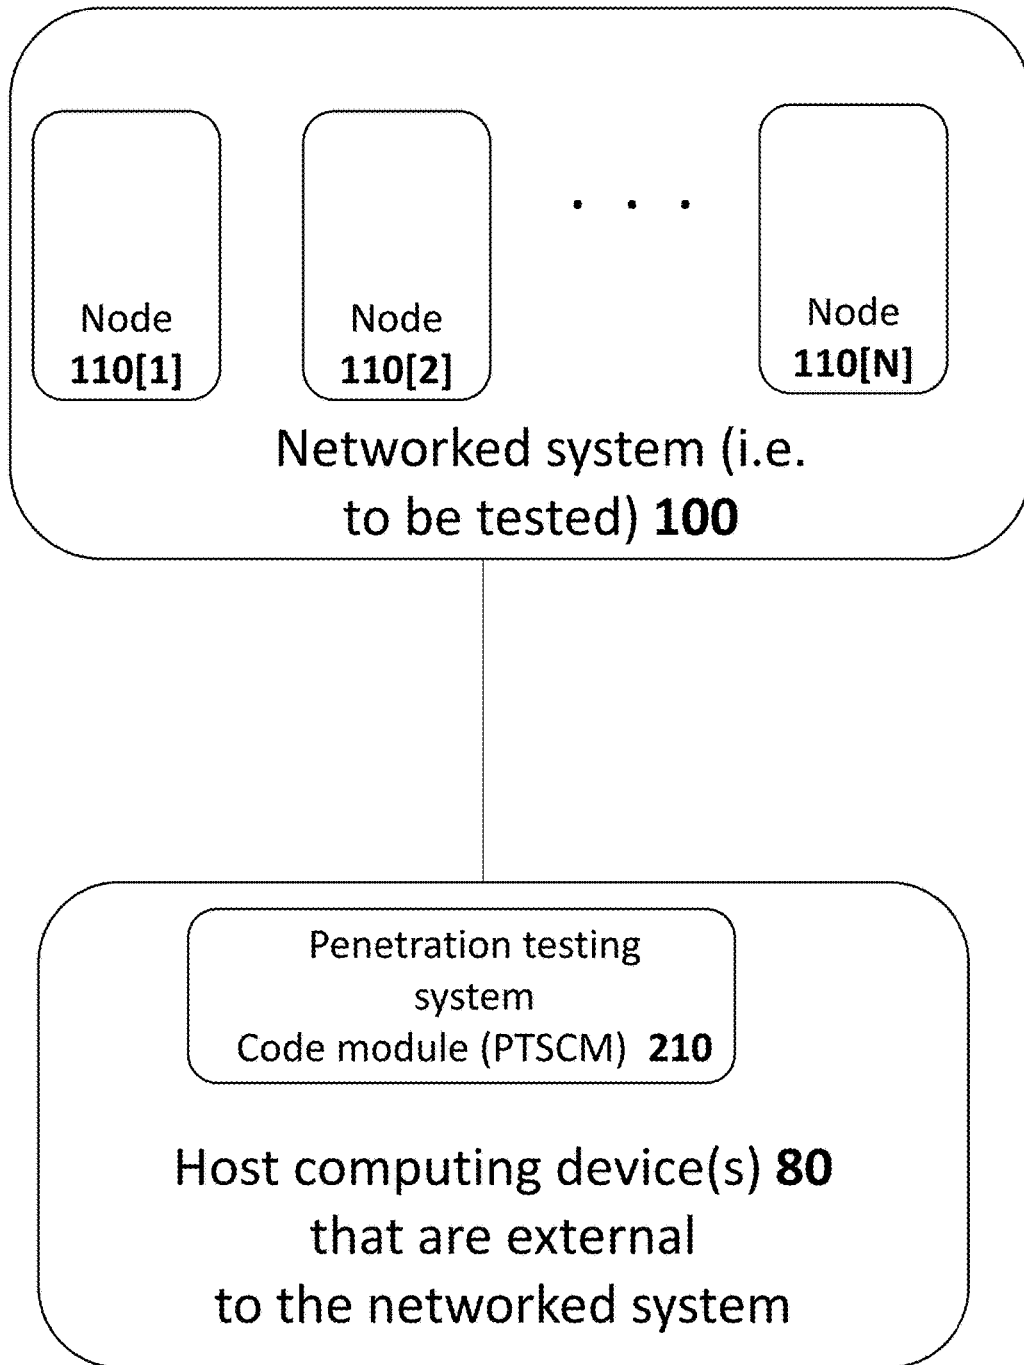 . . .
Node
110[1]
Node
110[2]
Node
110[N]
Networked system (i.e.
to be tested) 100
Penetration testing
system
Code module (PTSCM) 210
Host computing device(s) 80
that are external
to the networked system